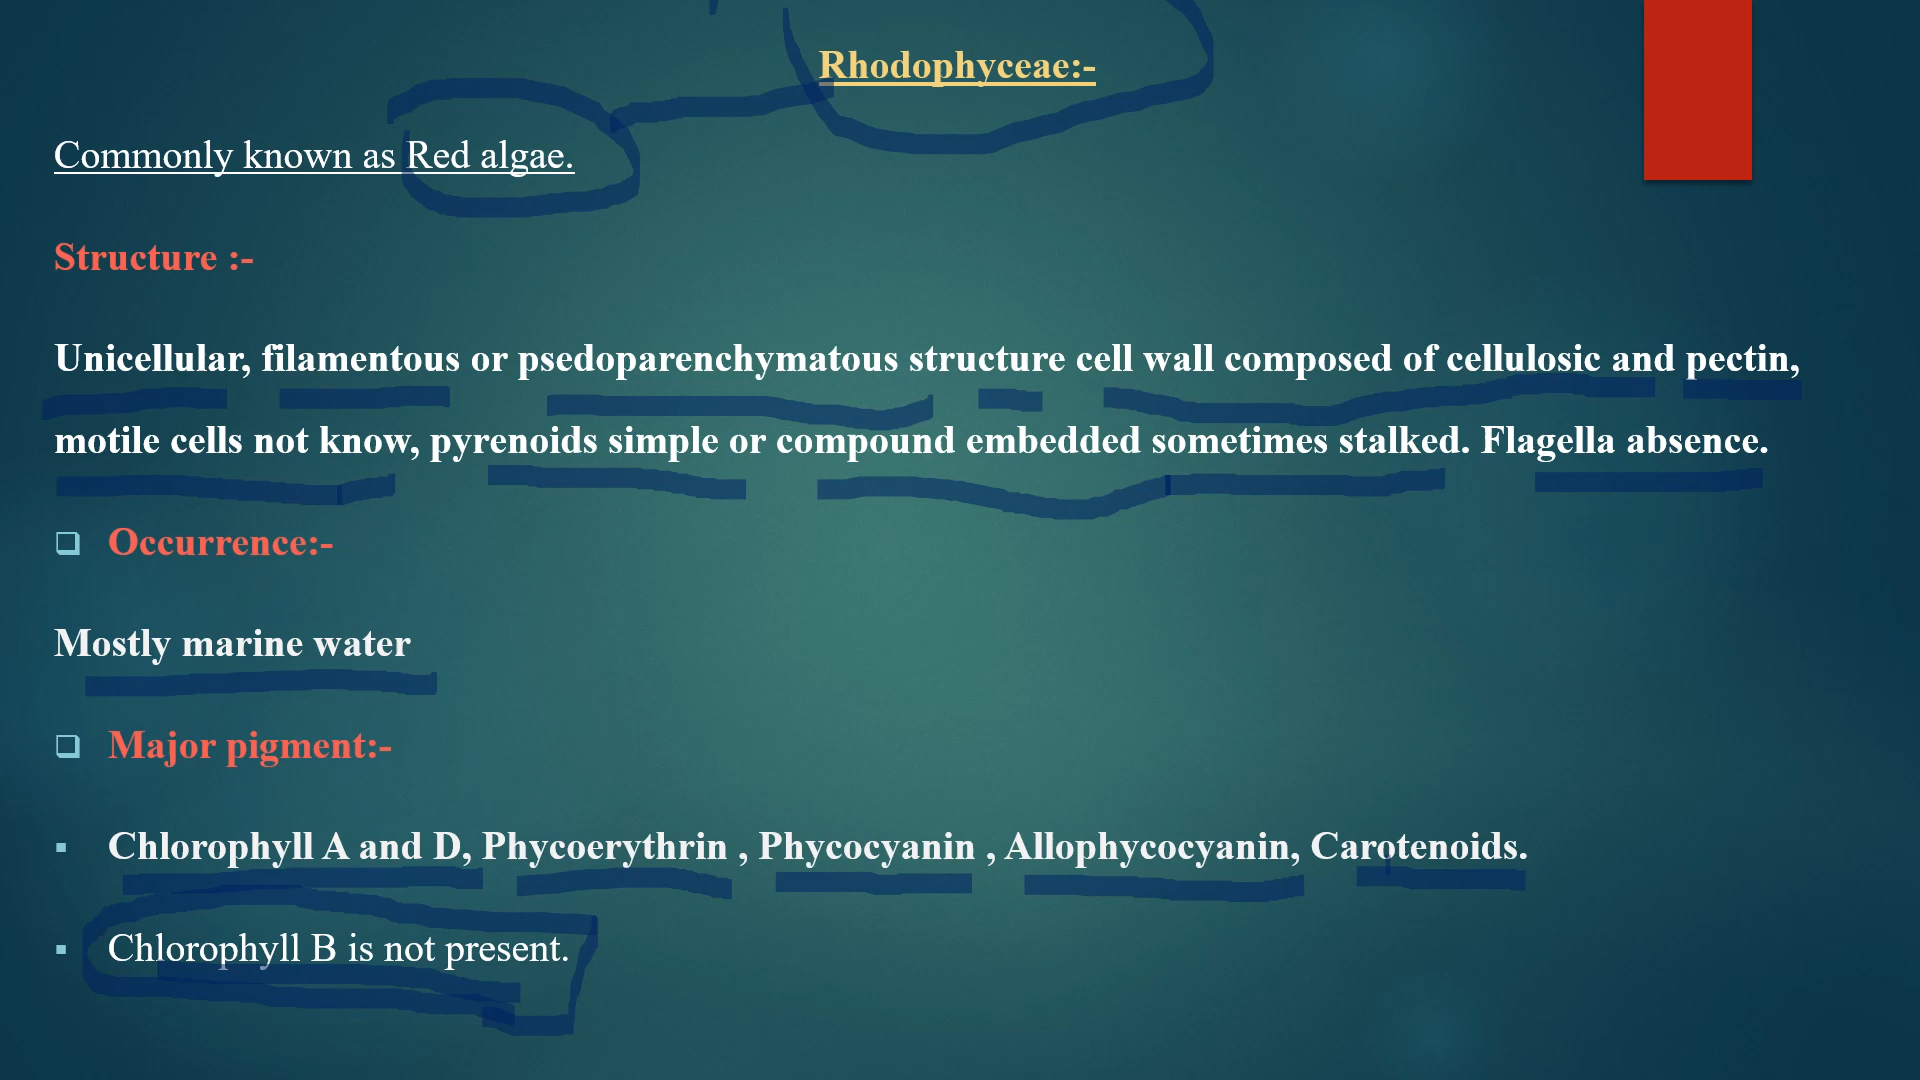 Rhodophyceae:-
Commonly known as Red algae.
Structure :-
Unicellular, filamentous or psedoparenchymatous structure cell wall composed of cellulosic and pectin,
motile cells not know, pyrenoids simple or compound embedded sometimes stalked. Flagella absence.
Occurrence:-
Mostly marine water
Major pigment:-
Chlorophyll A and D, Phycoerythrin , Phycocyanin , Allophycocyanin, Carotenoids.
Chlorophyll B is not present.